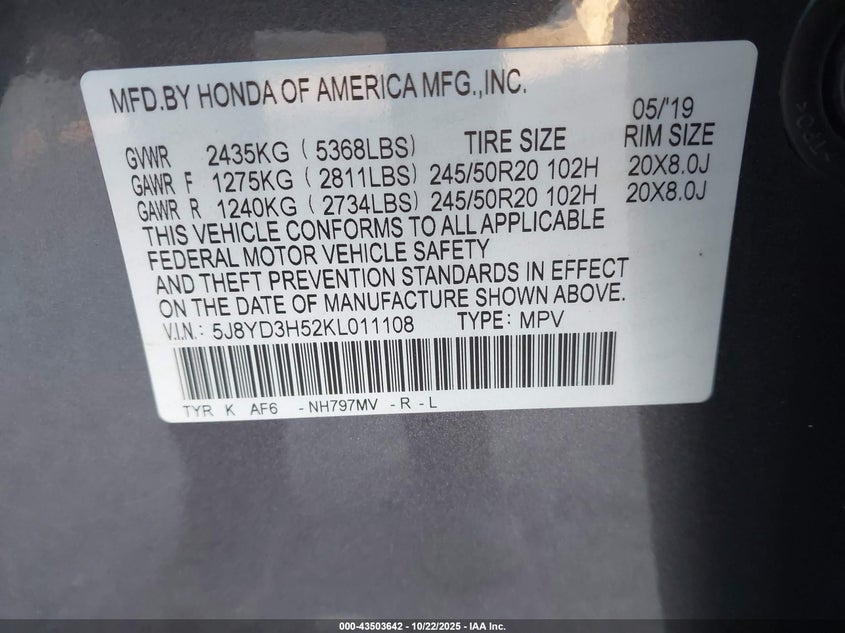 MFD.BY HONDA OF AMERICA MFG.,INC.
05/'19
GVWR 2435KG ( 5368LBS) TIRE SIZE RIM SIZE
GAWR F 1275KG ( 2811LBS) 245/50R20 102H 20X8.0J
GAWR R 1240KG ( 2734LBS) 245/50R20 102H 20X8.0J
THIS VEHICLE CONFORMS TO ALL APPLICABLE
FEDERAL MOTOR VEHICLE SAFETY
AND THEFT PREVENTION STANDARDS IN EFFECT
ON THE DATE OF MANUFACTURE SHOWN ABOVE.
V.I.N.: 5J8YD3H52KL011108 TYPE: MPV
TYR K AF6 -NH797MV -R -L
>TPO<
000-43503642 - 10/22/2025 - IAA Inc.